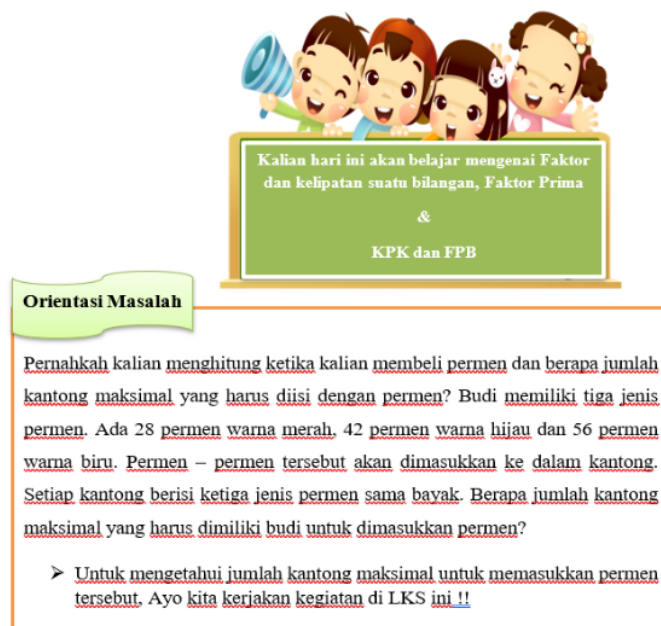 Kalian hari ini akan belajar mengenai Faktor
dan kelipatan suatu bilangan, Faktor Prima
&
KPK dan FPB
Orientasi Masalah
Pernahkah kalian menghitung ketika kalian membeli permen dan berapa jumlah
kantong maksimal yang harus diisi dengan permen? Budi memiliki tiga jenis
permen. Ada 28 permen warna merah, 42 permen warna hijau dan 56 permen
warna biru. Permen – permen tersebut akan dimasukkan ke dalam kantong.
Setiap kantong berisi ketiga jenis permen sama bayak. Berapa jumlah kantong
maksimal yang harus dimiliki budi untuk dimasukkan permen?
➢ Untuk mengetahui jumlah kantong maksimal untuk memasukkan permen
tersebut, Ayo kita kerjakan kegiatan di LKS ini !!